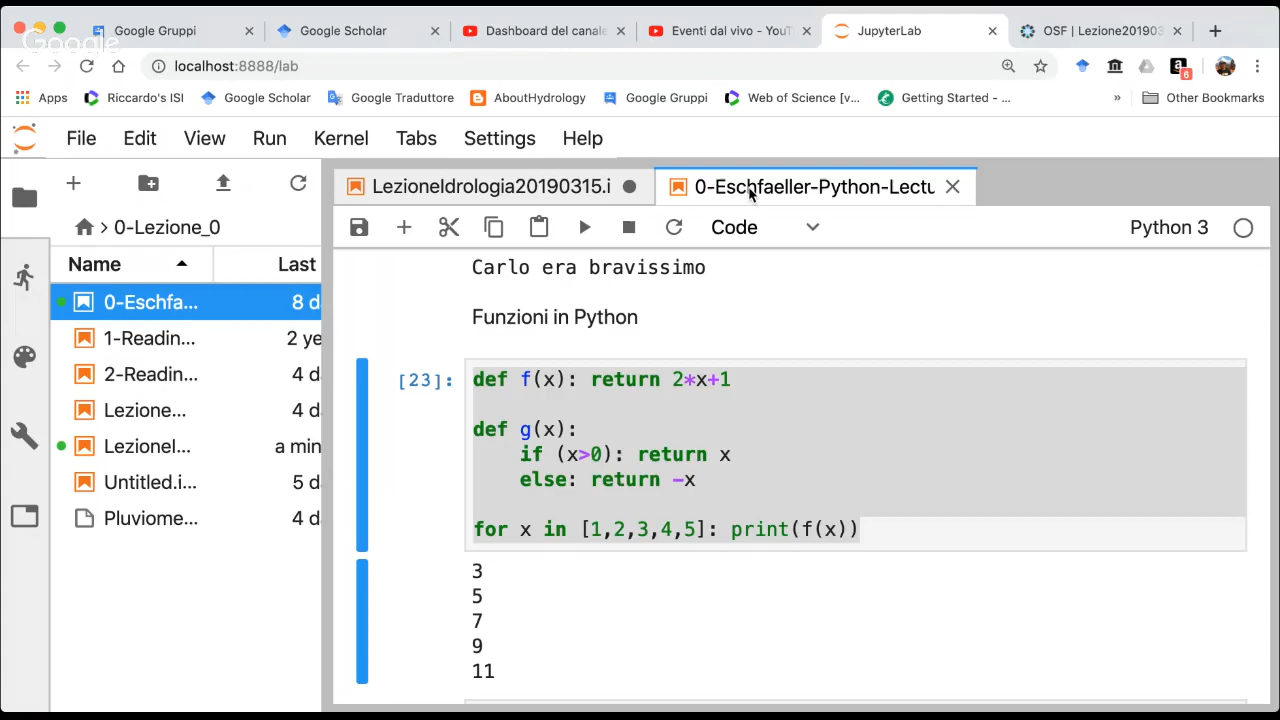 Google Gruppi
Google Scholar
Dashboard del canale
Eventi dal vivo - YouT
JupyterLab
OSF | Lezione201903
Google
localhost:8888/lab
6
Apps
Riccardo's ISI
Google Scholar
Google Traduttore
AboutHydrology
Google Gruppi
Web of Science [v...
Getting Started - ...
»
Other Bookmarks
File Edit View Run Kernel Tabs Settings Help
LezioneIdrologia20190315.i
0-Eschfaeller-Python-Lectu
0-Lezione_0
Code
Python 3
Name Last
0-Eschfa... 8 d
1-Readin... 2 ye
2-Readin... 4 d
Lezione... 4 d
Lezionel... a min
Untitled.i... 5 d
Pluviome... 4 d
Carlo era bravissimo
Funzioni in Python
[23]: def f(x): return 2*x+1
def g(x):
if (x>0): return x
else: return -x
for x in [1,2,3,4,5]: print(f(x))
3
5
7
9
11